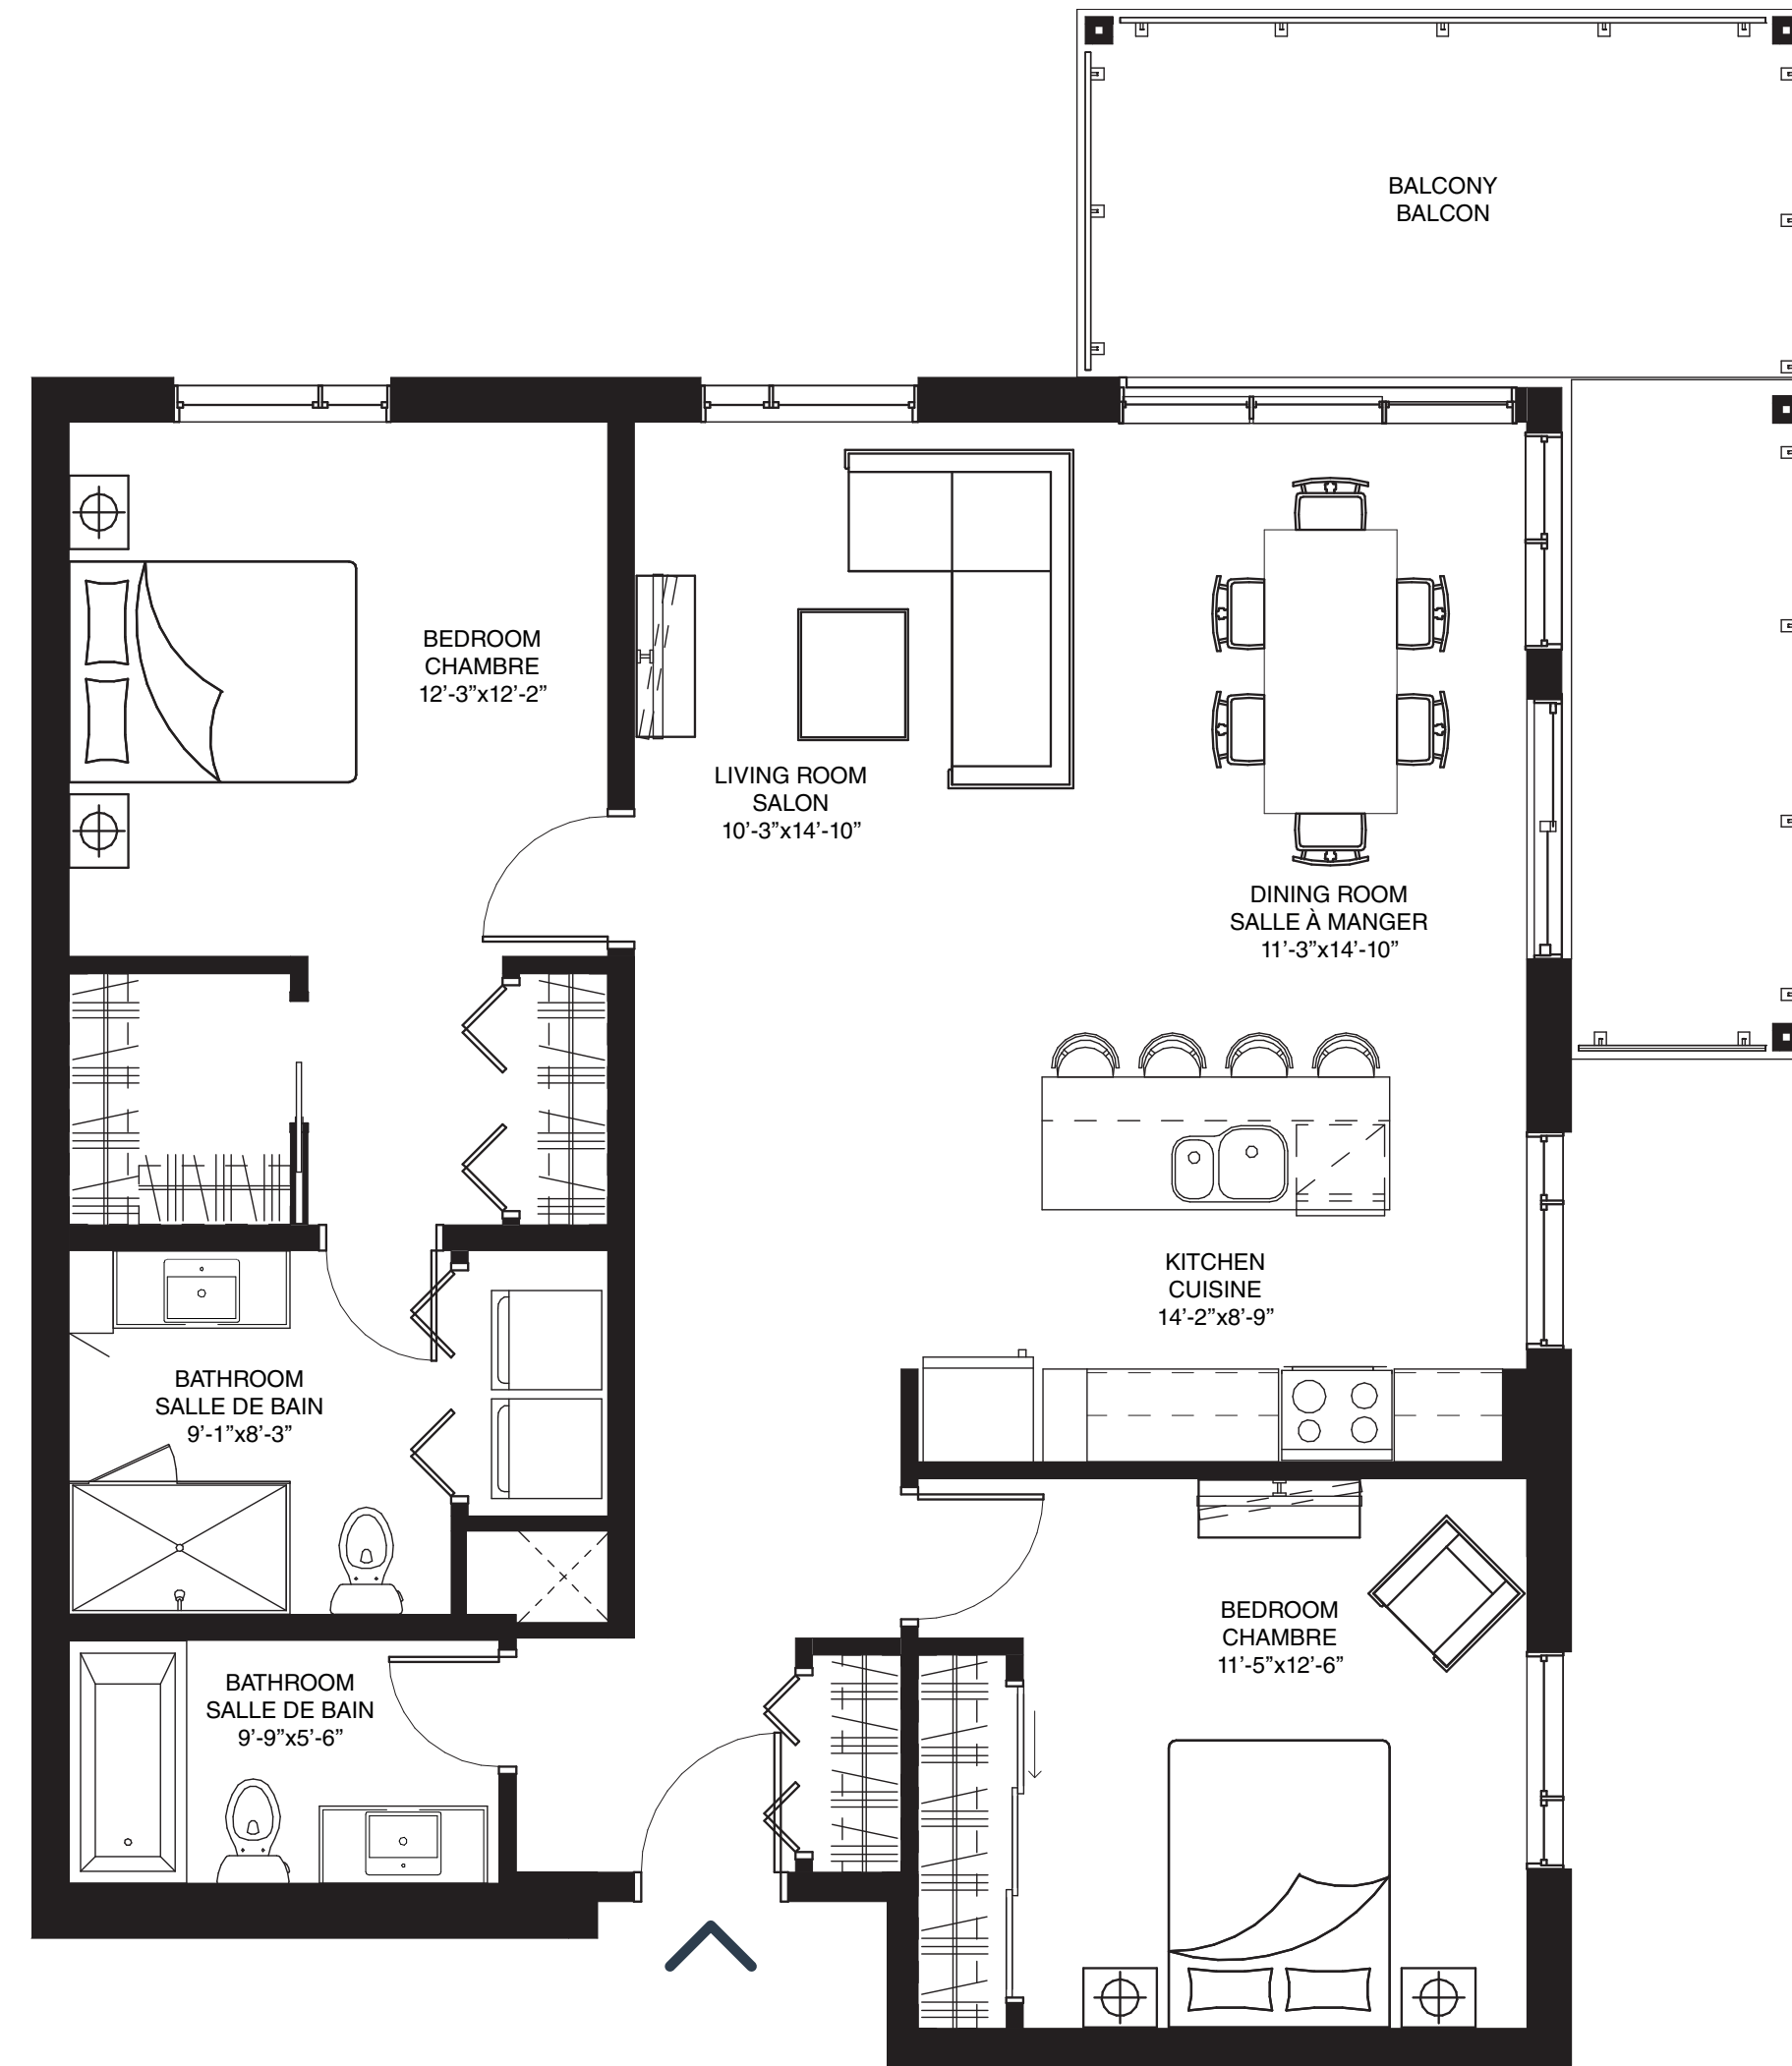 BALCONY
BALCON
BEDROOM
CHAMBRE
12’-3”x12’-2”
LIVING ROOM
SALON
10’-3”x14’-10”
DINING ROOM
SALLE À MANGER
11’-3”x14’-10”
KITCHEN
CUISINE
14’-2”x8’-9”
BATHROOM
SALLE DE BAIN
9’-1”x8’-3”
BEDROOM
CHAMBRE
11’-5”x12’-6”
BATHROOM
SALLE DE BAIN
9’-9”x5’-6”